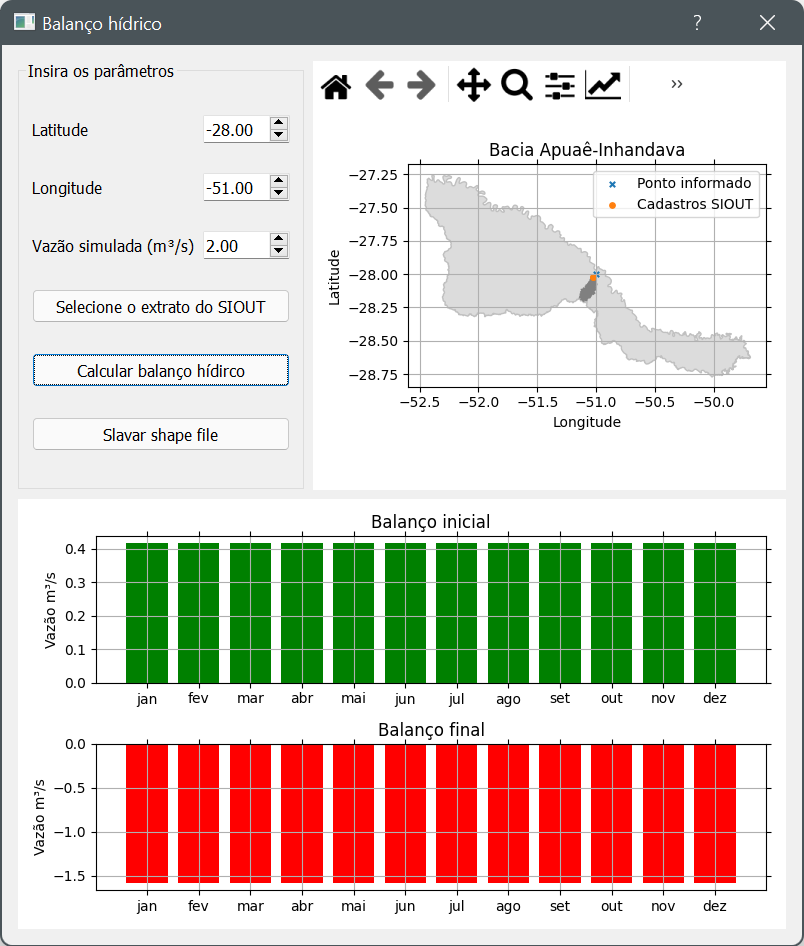 Balanço hídrico
?
Insira os parâmetros
Latitude
-28.00
Longitude
-51.00
Vazão simulada (m³/s)
2.00
Selecione o extrato do SIOUT
Calcular balanço hídirco
Slavar shape file
»
Bacia Apuaê-Inhandava
Ponto informado
Cadastros SIOUT
−27.25
−27.50
−27.75
−28.00
−28.25
−28.50
−28.75
Latitude
−52.5 −52.0 −51.5 −51.0 −50.5 −50.0
Longitude
Balanço inicial
0.4
0.3
0.2
0.1
0.0
Vazão m³/s
jan fev mar abr mai jun jul ago set out nov dez
Balanço final
0.0
−0.5
−1.0
−1.5
Vazão m³/s
jan fev mar abr mai jun jul ago set out nov dez